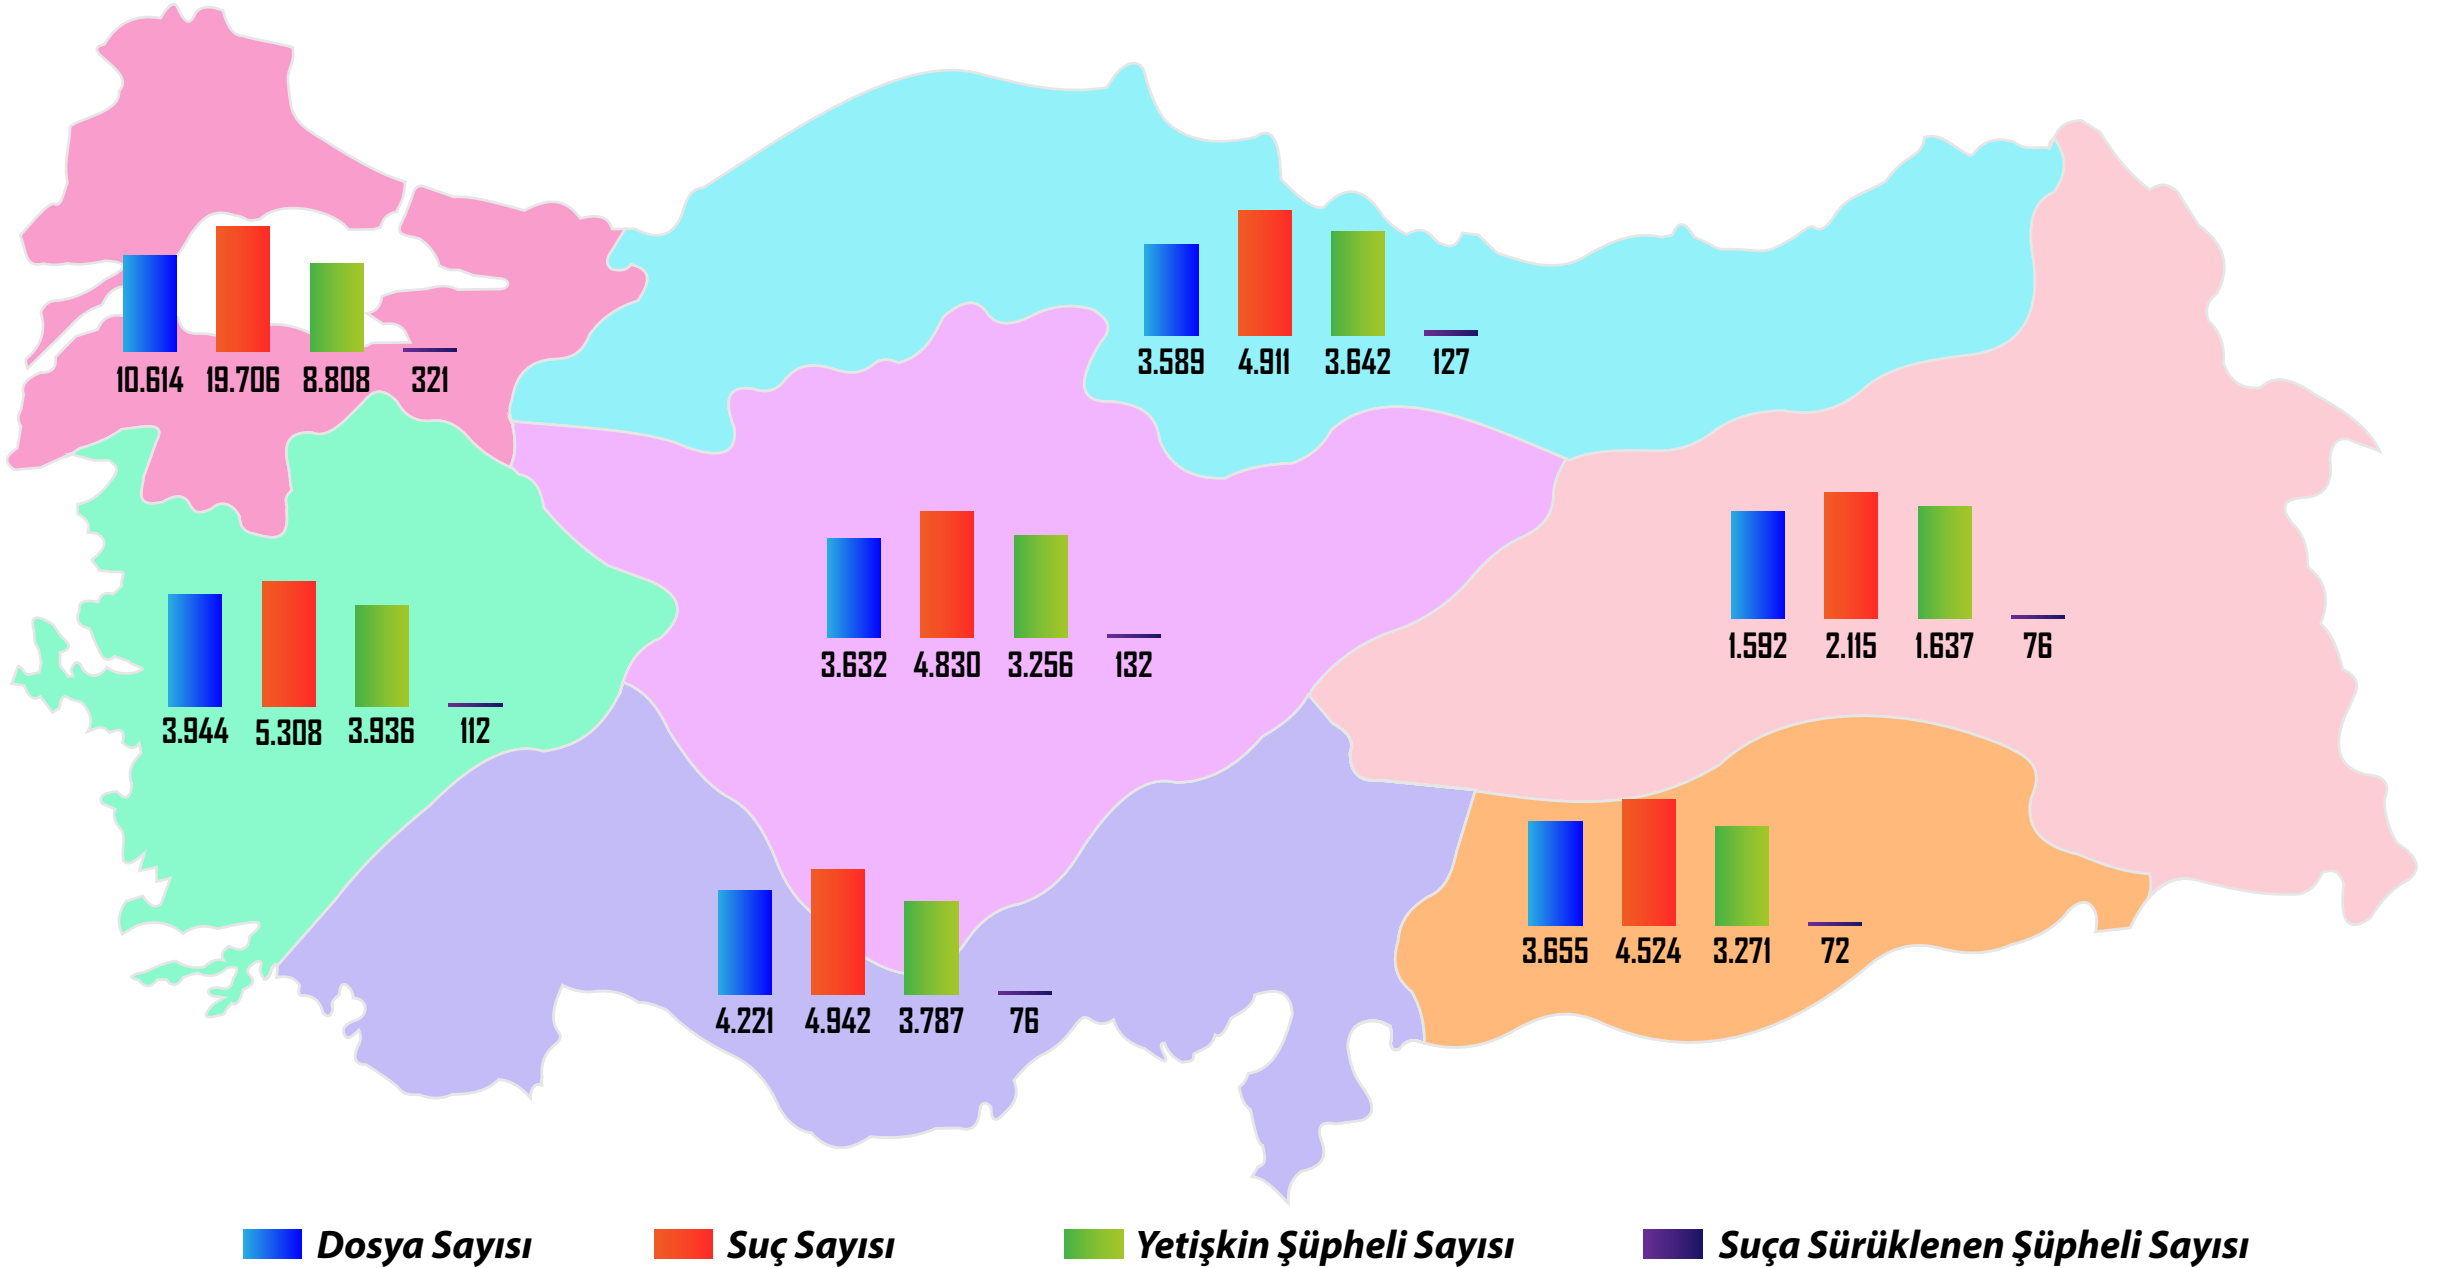 10.614 19.706 8.808 321
3.589 4.911 3.642 127
3.944 5.308 3.936 112
3.632 4.830 3.256 132
1.592 2.115 1.637 76
4.221 4.942 3.787 76
3.655 4.524 3.271 72
Dosya Sayısı Suç Sayısı Yetişkin Şüpheli Sayısı Suça Sürüklenen Şüpheli Sayısı